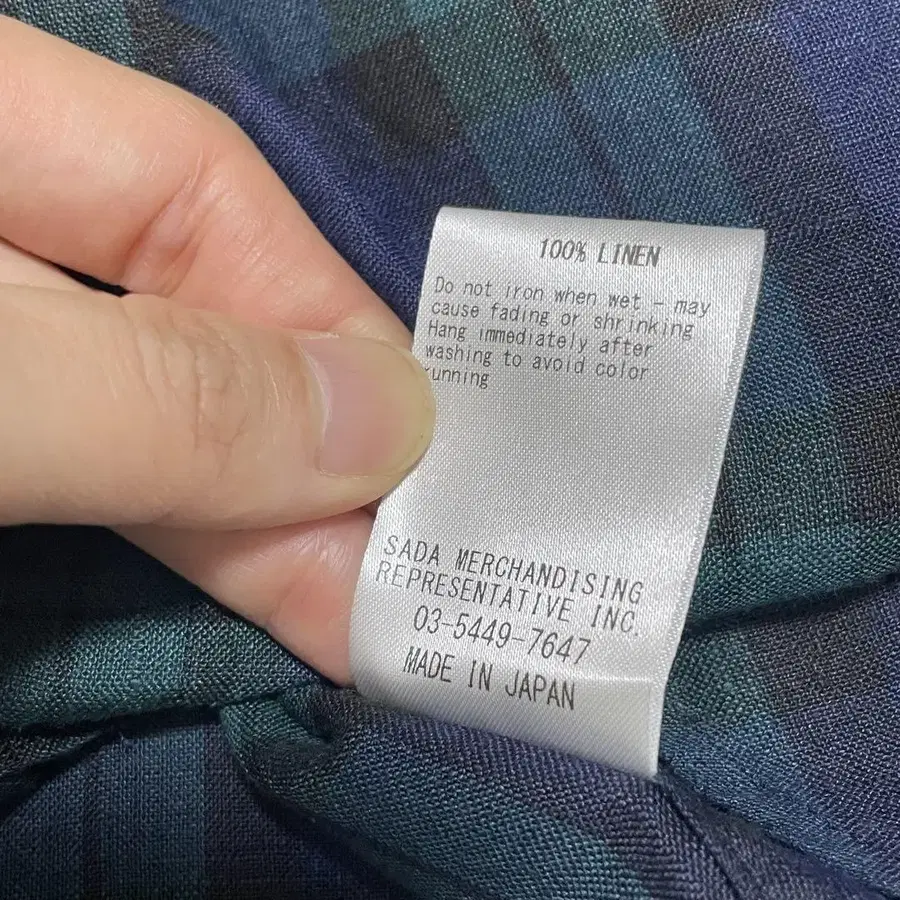 100% LINEN
Do not iron when wet - may
cause fading or shrinking
Hang immediately after
washing to avoid color
running
SADA MERCHANDISING
REPRESENTATIVE INC.
03-5449-7647
MADE IN JAPAN